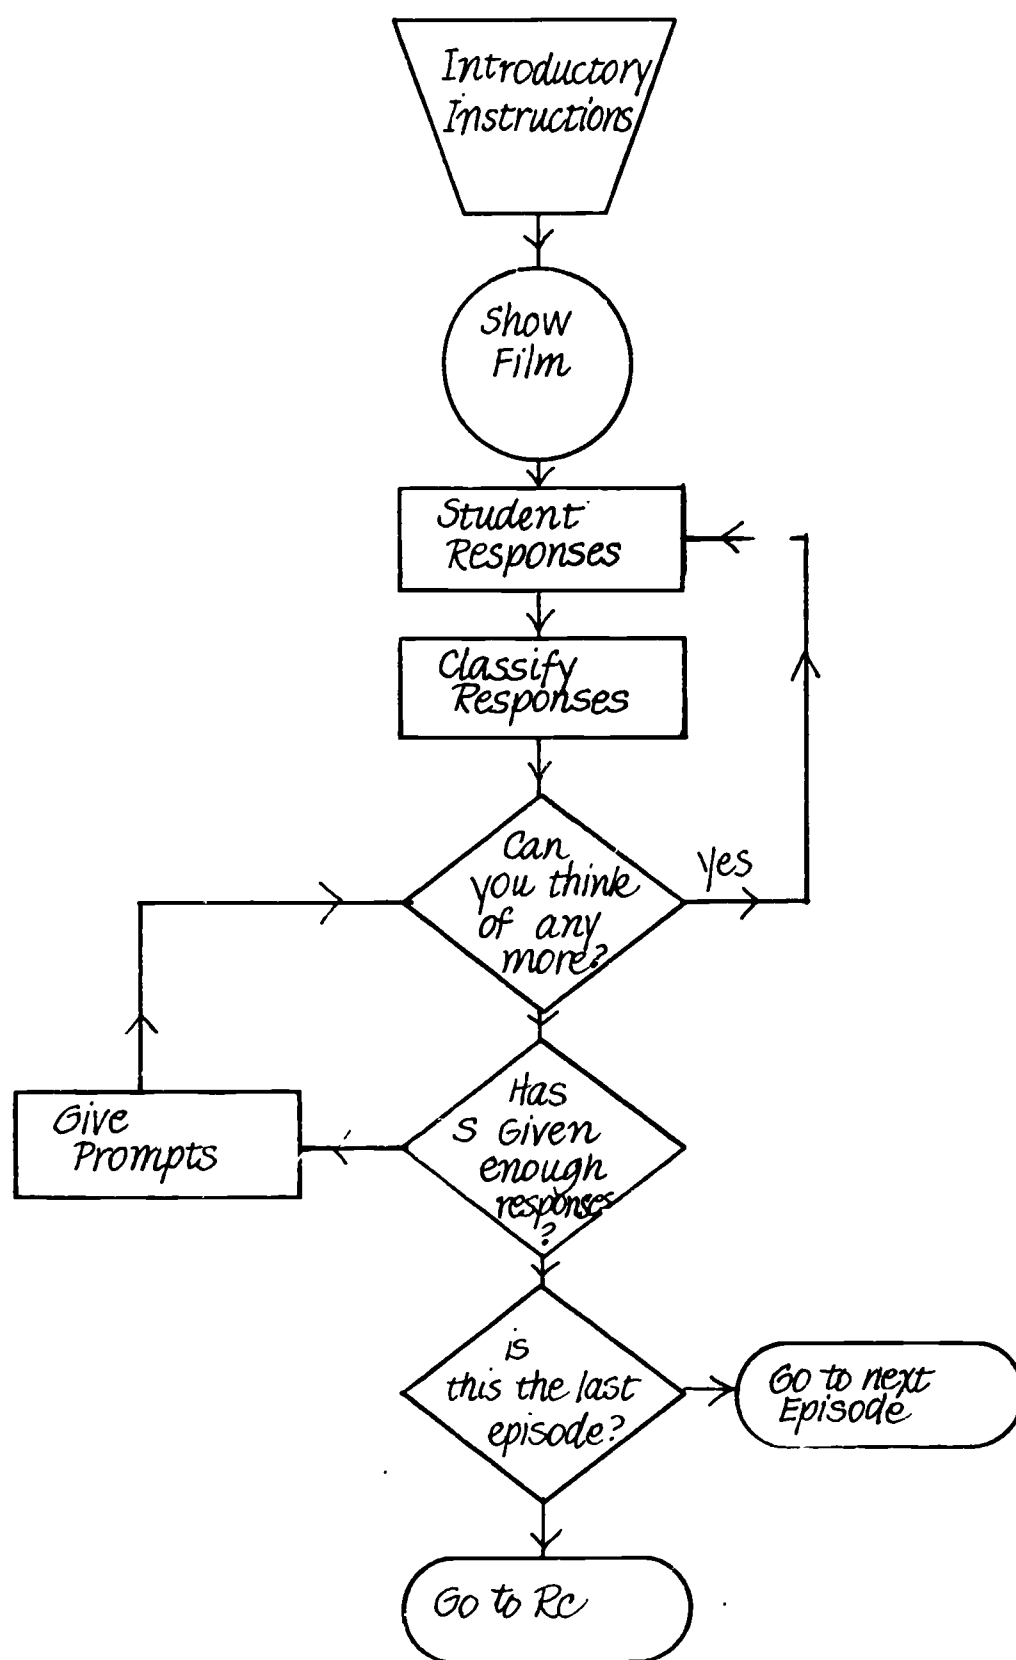 Introductory
Instructions
Show
Film
Student
Responses
Classify
Responses
Can
you think
of any
more?
yes
Has
S Given
enough
responses
?
Give
Prompts
is
this the last
episode?
Go to next
Episode
Go to Rc